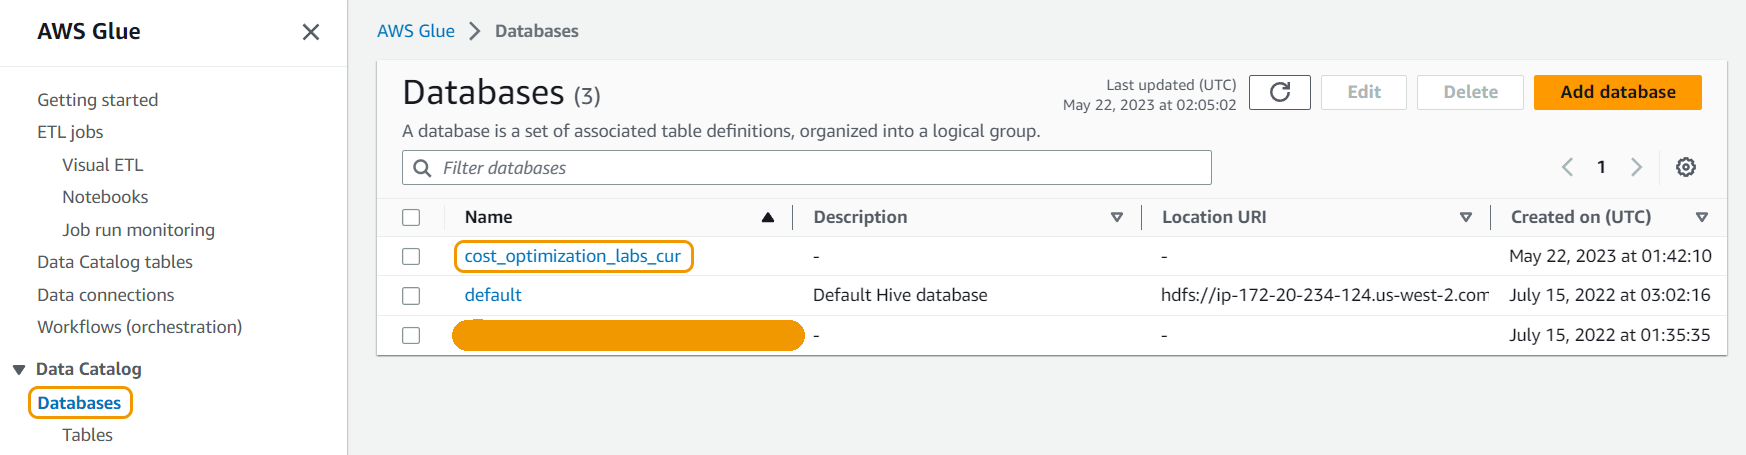 AWS Glue
Getting started
ETL jobs
Visual ETL
Notebooks
Job run monitoring
Data Catalog tables
Data connections
Workflows (orchestration)
Data Catalog
Databases
Tables
AWS Glue > Databases
Databases (3)
Last updated (UTC)
May 22, 2023 at 02:05:02
Edit
Delete
Add database
A database is a set of associated table definitions, organized into a logical group.
Filter databases
1
Name Description Location URI Created on (UTC)
cost_optimization_labs_cur - - May 22, 2023 at 01:42:10
default Default Hive database hdfs://ip-172-20-234-124.us-west-2.com July 15, 2022 at 03:02:16
- - July 15, 2022 at 01:35:35